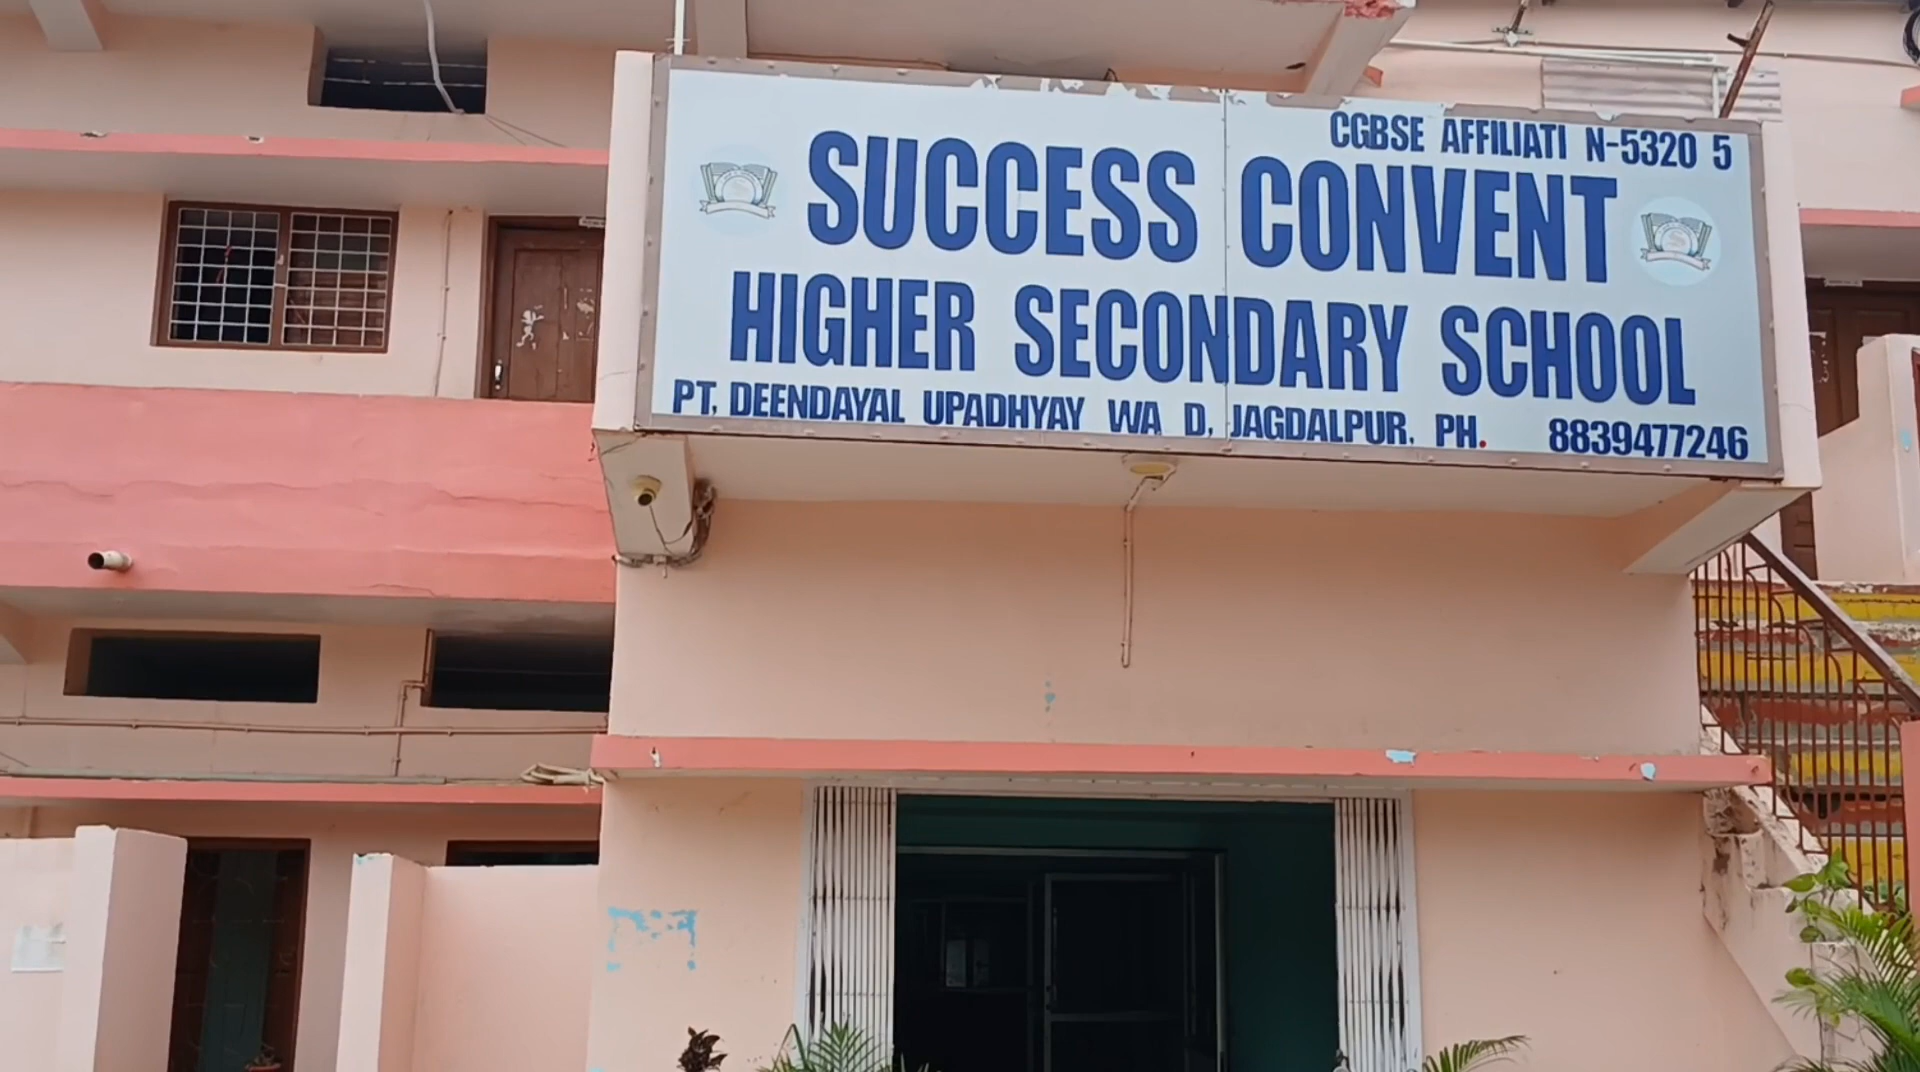 CGBSE AFFILIATI N-5320 5
SUCCESS CONVENT
HIGHER SECONDARY SCHOOL
PT. DEENDAYAL UPADHYAY WA D, JAGDALPUR. PH. 8839477246